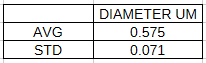 DIAMETER UM
AVG 0.575
STD 0.071